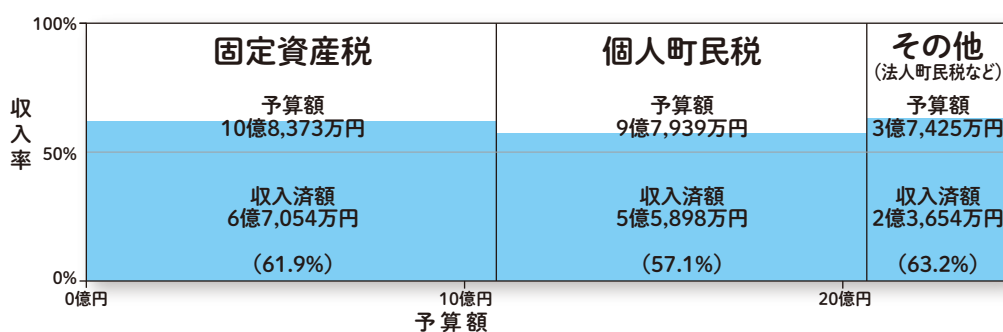 100%
50%
0%
収入率
固定資産税
予算額
10億8,373万円
収入済額
6億7,054万円
（61.9%）
個人町民税
予算額
9億7,939万円
収入済額
5億5,898万円
（57.1%）
その他
（法人町民税など）
予算額
3億7,425万円
収入済額
2億3,654万円
（63.2%）
0億円
10億円
20億円
予算額